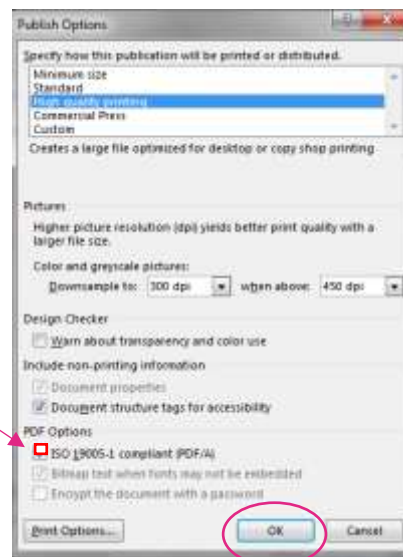 Publish Options
Specify how this publication will be printed or distributed.
Minimum size
Standard
High quality printing
Commercial Press
Custom
Creates a large file optimized for desktop or copy shop printing
Pictures
Higher picture resolution (dpi) yields better print quality with a
larger file size.
Color and greyscale pictures:
Downsample to: 300 dpi when above: 450 dpi
Design Checker
Warn about transparency and color use
Include non-printing information
Document properties
Document structure tags for accessibility
PDF Options
ISO 19005-1 compliant (PDF/A)
Bitmap text when fonts may not be embedded
Encrypt the document with a password
Print Options... OK Cancel